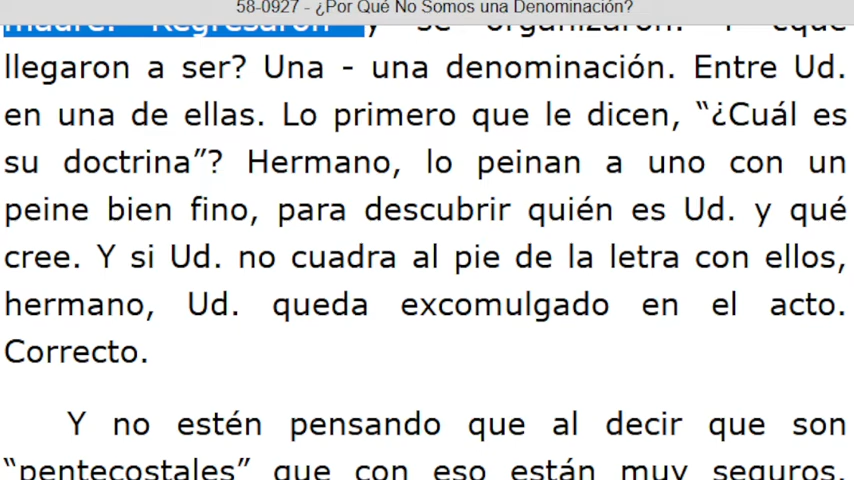 58-0927 - ¿Por Qué No Somos una Denominación?
madre. Regresaron y se organizaron. Y ¿qué
llegaron a ser? Una - una denominación. Entre Ud.
en una de ellas. Lo primero que le dicen, “¿Cuál es
su doctrina”? Hermano, lo peinan a uno con un
peine bien fino, para descubrir quién es Ud. y qué
cree. Y si Ud. no cuadra al pie de la letra con ellos,
hermano, Ud. queda excomulgado en el acto.
Correcto.
Y no estén pensando que al decir que son
“pentecostales” que con eso están muy seguros.